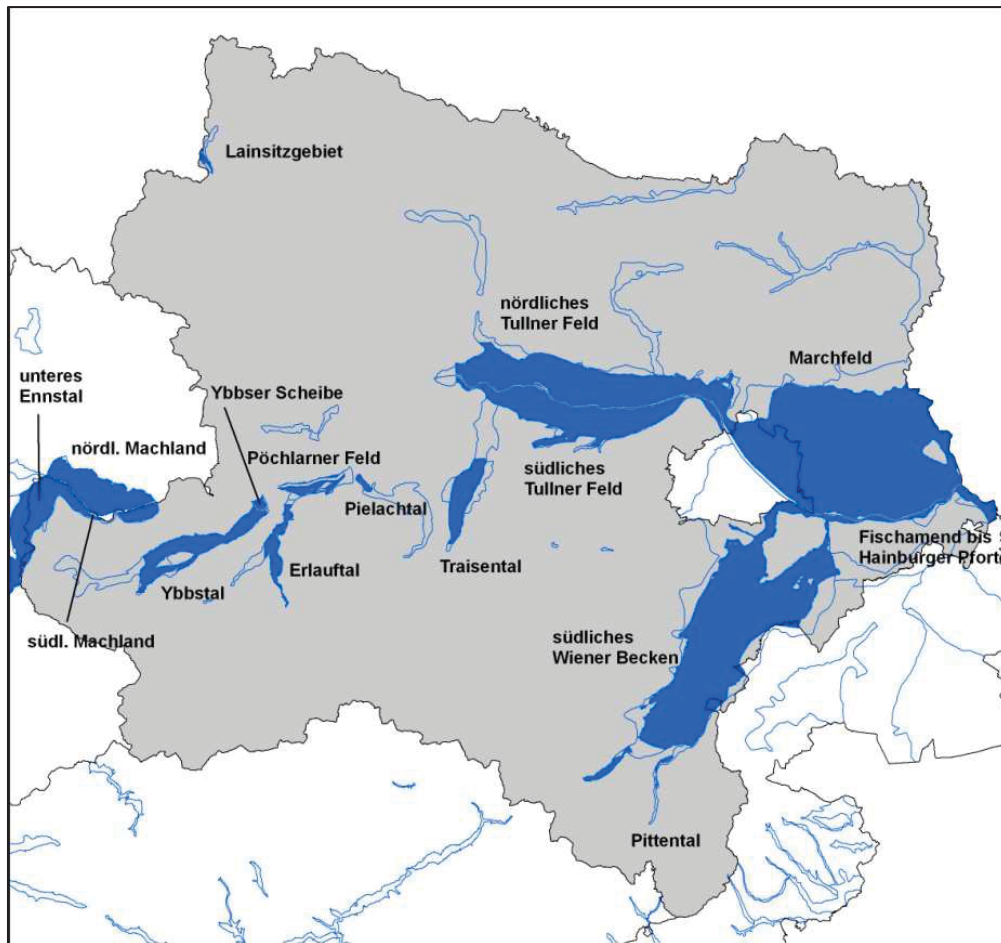 Lainsitzgebiet
nördliches
Tullner Feld
Marchfeld
unteres
Ennstal
Ybbser Scheibe
nördl. Machland
Pöchlarner Feld
südliches
Tullner Feld
Pielachtal
Fischamend bis
Hainburger
Erlauftal
Traisental
Ybbstal
südl. Machland
südliches
Wiener Becken
Pittental